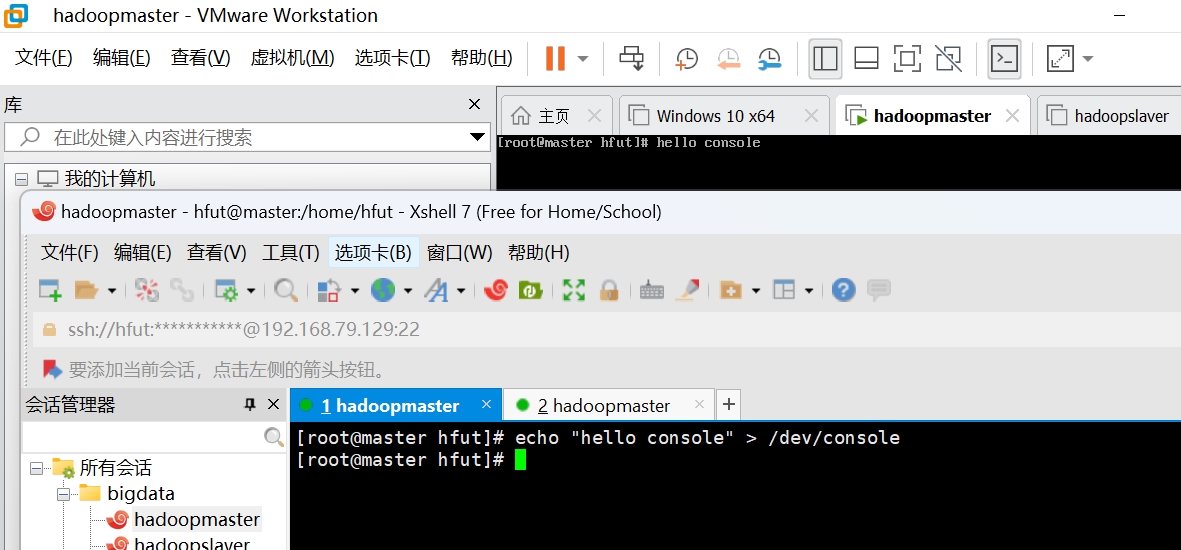 hadoopmaster - VMware Workstation
文件(F) 编辑(E) 查看(V) 虚拟机(M) 选项卡(T) 帮助(H)
库
在此处键入内容进行搜索
我的计算机
主页 Windows 10 x64 hadoopmaster hadoopslaver
[root@master hfut]# hello console
hadoopmaster - hfut@master:/home/hfut - Xshell 7 (Free for Home/School)
文件(F) 编辑(E) 查看(V) 工具(T) 选项卡(B) 窗口(W) 帮助(H)
ssh://hfut:***********@192.168.79.129:22
要添加当前会话，点击左侧的箭头按钮。
会话管理器
1 hadoopmaster 2 hadoopmaster
[root@master hfut]# echo "hello console" > /dev/console
[root@master hfut]#
所有会话
bigdata
hadoopmaster
hadoopslaver